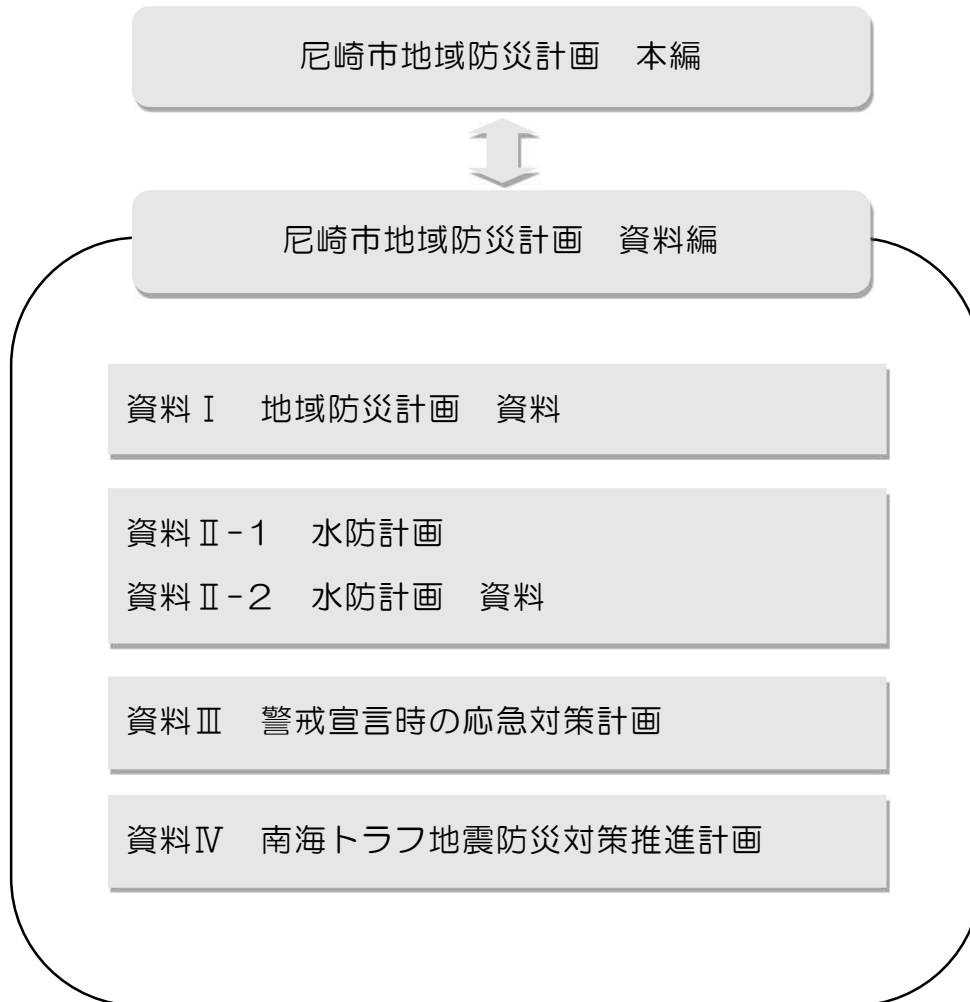 尼崎市地域防災計画　本編
尼崎市地域防災計画　資料編
資料Ⅰ　地域防災計画　資料
資料Ⅱ-1　水防計画
資料Ⅱ-2　水防計画　資料
資料Ⅲ　警戒宣言時の応急対策計画
資料Ⅳ　南海トラフ地震防災対策推進計画